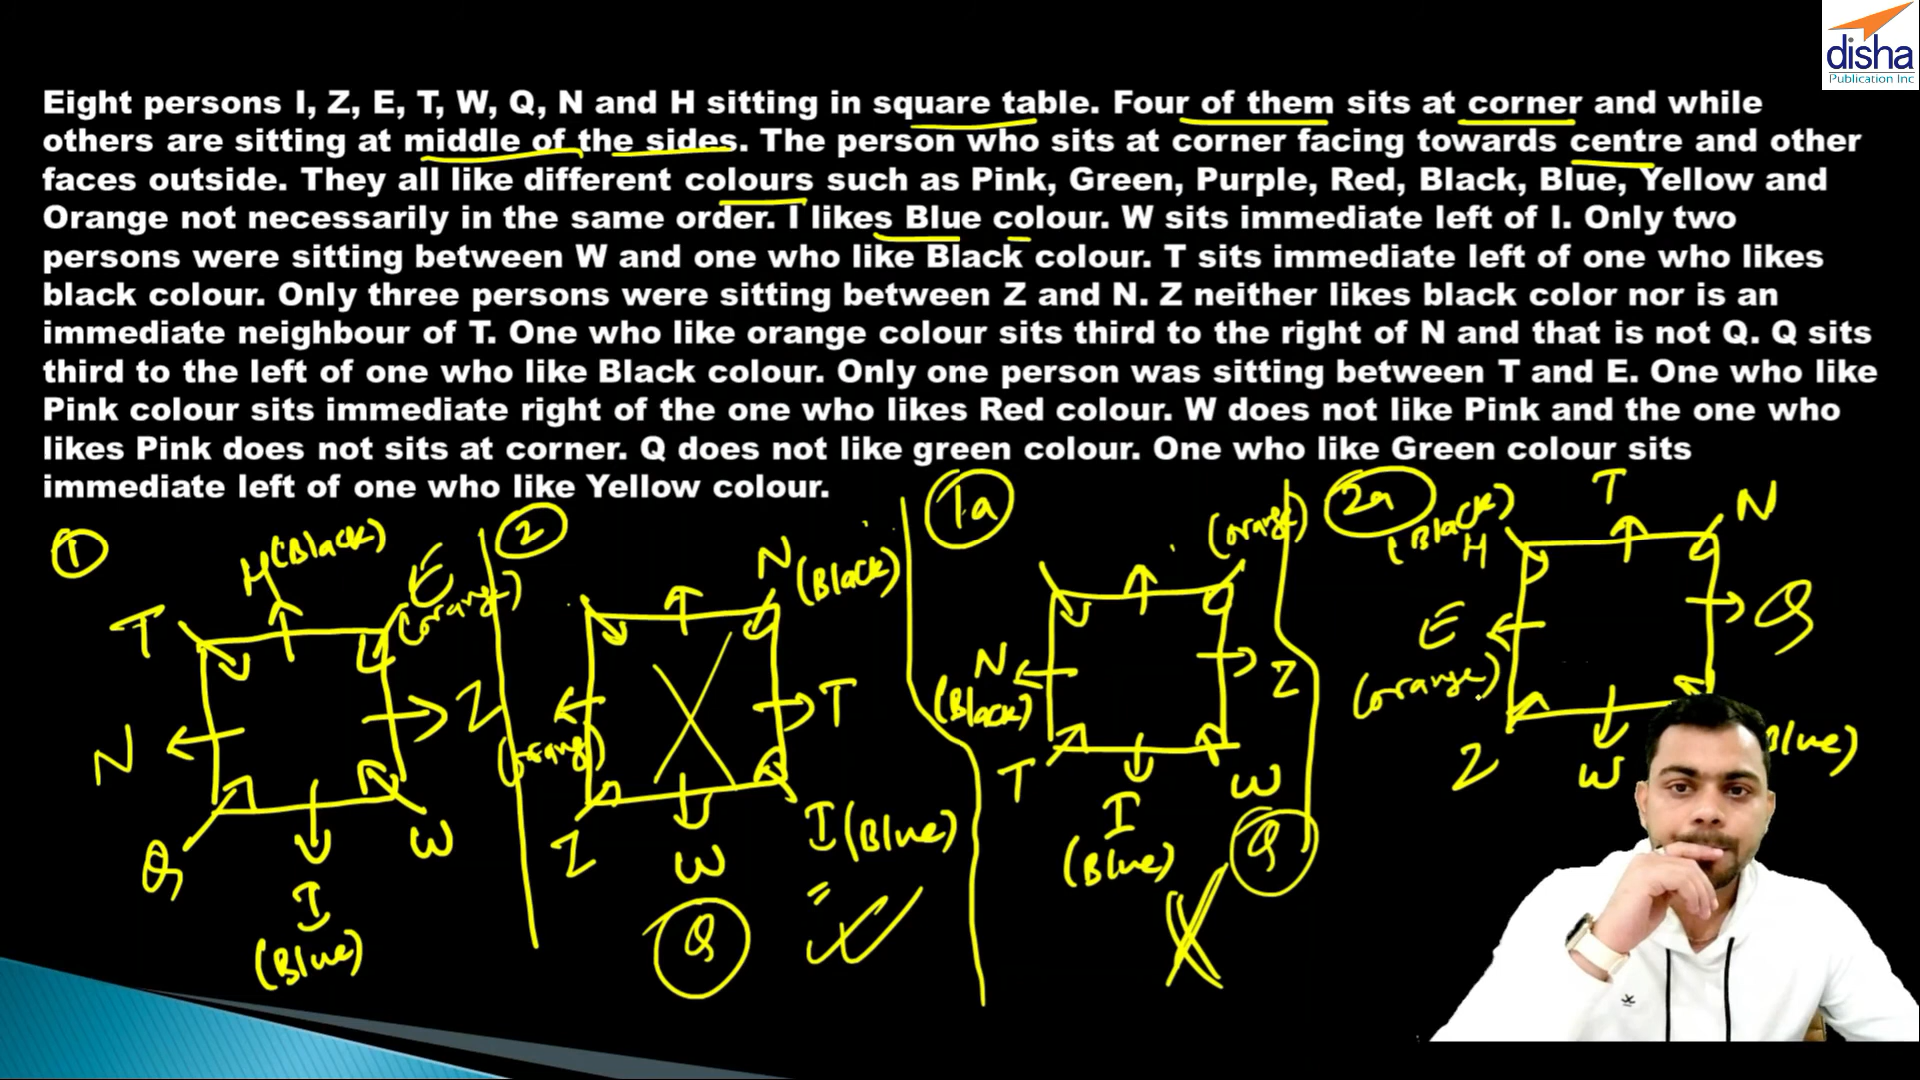 disha
Publication Inc
Eight persons I, Z, E, T, W, Q, N and H sitting in square table. Four of them sits at corner and while
others are sitting at middle of the sides. The person who sits at corner facing towards centre and other
faces outside. They all like different colours such as Pink, Green, Purple, Red, Black, Blue, Yellow and
Orange not necessarily in the same order. I likes Blue colour. W sits immediate left of I. Only two
persons were sitting between W and one who like Black colour. T sits immediate left of one who likes
black colour. Only three persons were sitting between Z and N. Z neither likes black color nor is an
immediate neighbour of T. One who like orange colour sits third to the right of N and that is not Q. Q sits
third to the left of one who like Black colour. Only one person was sitting between T and E. One who like
Pink colour sits immediate right of the one who likes Red colour. W does not like Pink and the one who
likes Pink does not sits at corner. Q does not like green colour. One who like Green colour sits
immediate left of one who like Yellow colour.
1
H (Black)
E
(orange)
T
N
Z
Q
I
W
(Blue)
2
N
(Black)
T
(orange)
Z
W
I (Blue)
Q
1a
(orange)
N
(Black)
Z
T
I
W
(Blue)
Q
2a
T
N
(Black)
H
E
(orange)
Q
Z
W
Blue)